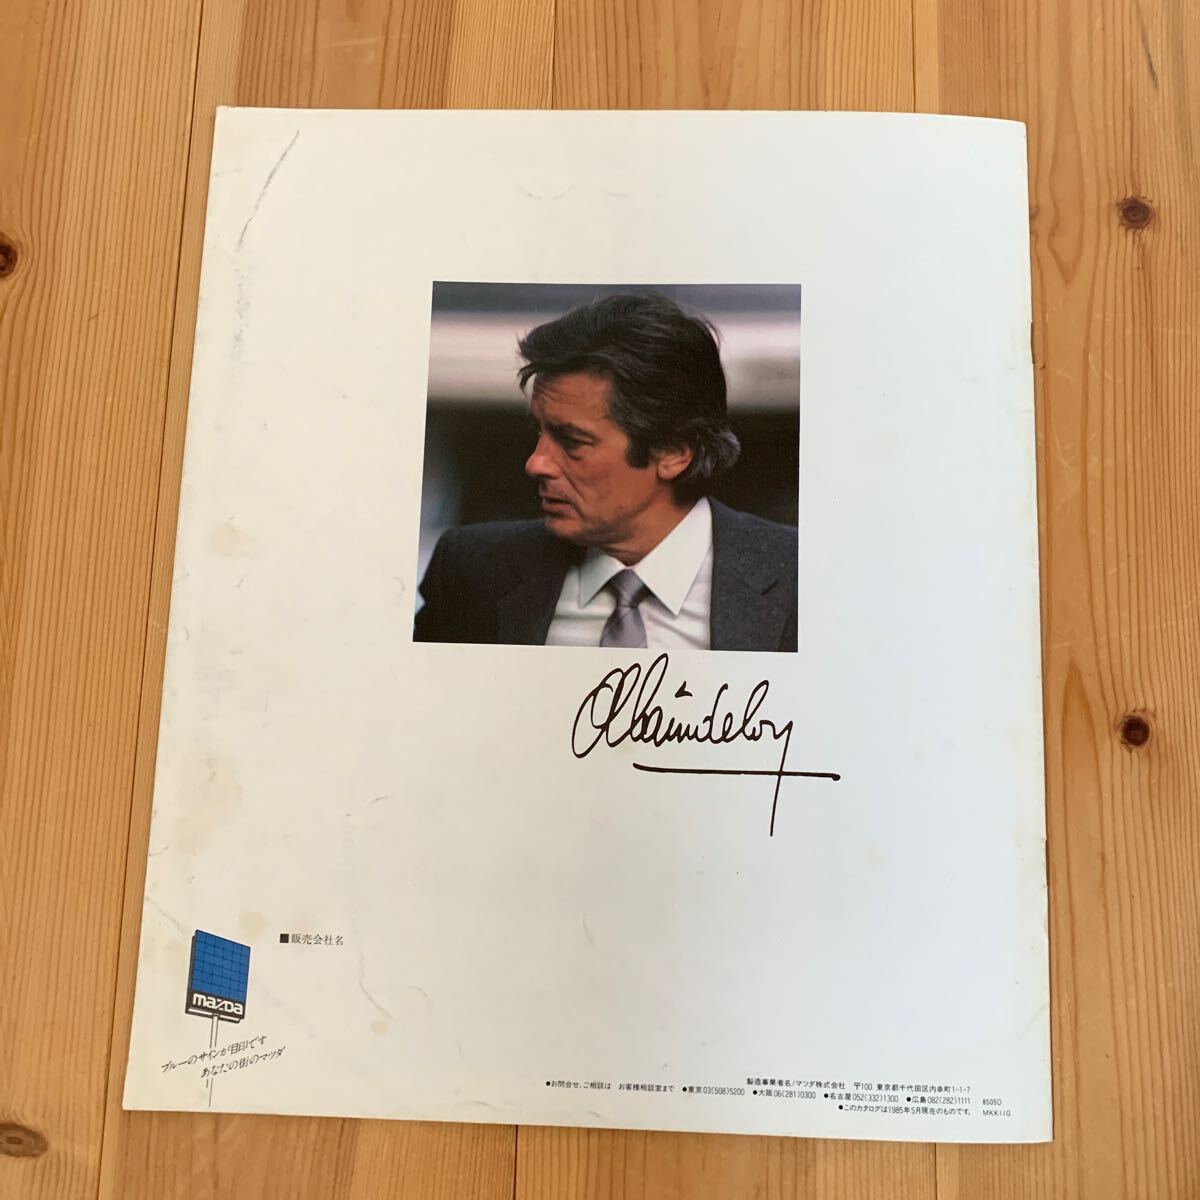 Alain Delon
■販売会社名
mazda
ブルーのサインが目印です
あなたの街のマツダ
製造事業者名/マツダ株式会社 〒100 東京都千代田区内幸町1-1-7
●お問合せ、ご相談は お客様相談室まで ●東京03(508)5200 ●大阪06(281)0300 ●名古屋052(332)1300 ●広島082(282)1111 8505D
●このカタログは1985年5月現在のものです。 MKK11G